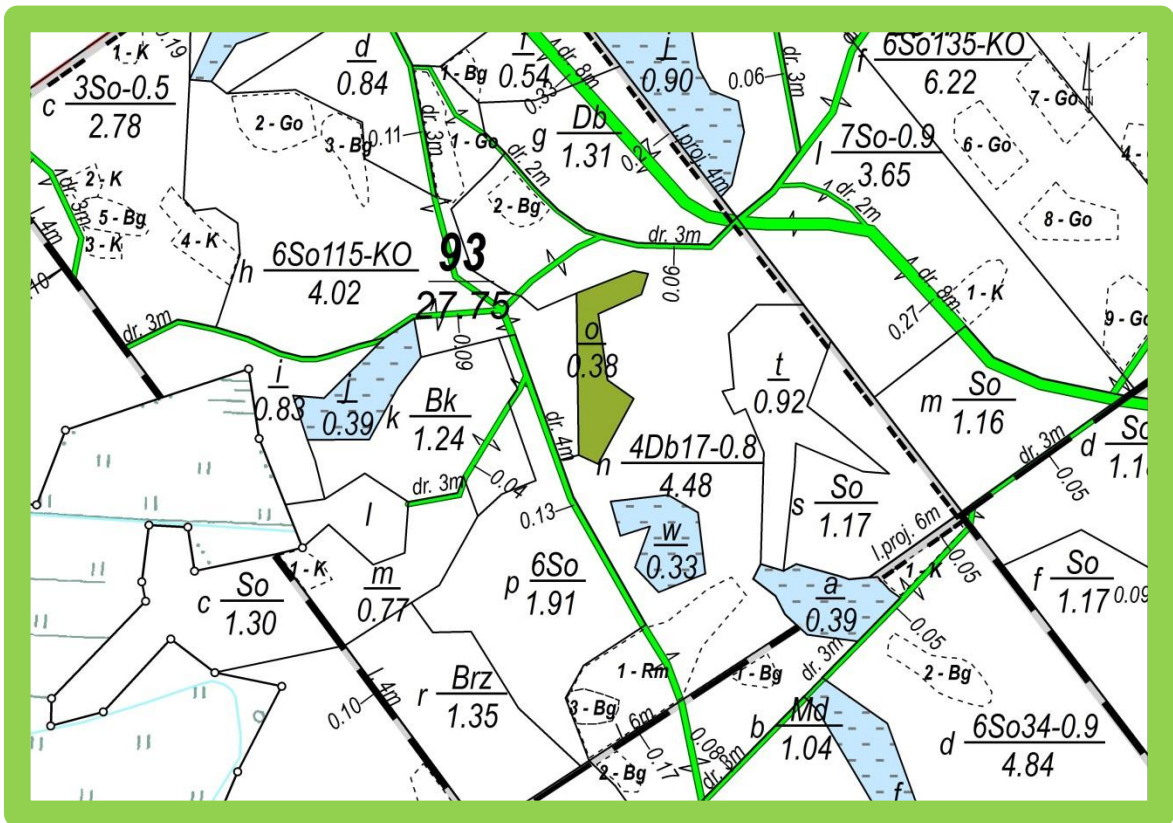 1 - K
0.19
c 3So-0.5
2.78
d
0.84
1 - Bg
0.54
0.33
dr. 8m
j
0.90
0.06
dr. 3m
f 6So135-KO
6.22
7 - Go
N
2 - Go
3 - Bg
0.11
dr. 3m
1 - Go
dr. 2m
g Db
1.31
0.24
l.proj. 4m
l 7So-0.9
3.65
6 - Go
4 -
8 - Go
2 - K
dr. 3m
5 - Bg
3 - K
4 - K
l. 4m
2 - Bg
dr. 3m
0.06
dr. 2m
dr. 8m
h 6So115-KO
4.02
93
27.75
1 - K
0.27
9 - Go
dr. 3m
0.09
o
0.38
i
0.83
j
0.39
k Bk
1.24
dr. 4m
t
0.92
m So
1.16
d So
dr. 3m
0.05
n 4Db17-0.8
4.48
dr. 3m
0.04
l
0.13
s So
1.17
l.proj. 6m
w
0.33
1 - K
0.05
1 - K
m
0.77
p 6So
1.91
c So
1.30
a
0.39
f So
1.17
0.09
0.05
dr. 3m
l. 4m
0.10
r Brz
1.35
1 - Rm
1 - Bg
2 - Bg
3 - Bg
l. 6m
0.17
2 - Bg
0.08
dr. 3m
b Md
1.04
d 6So34-0.9
4.84
f